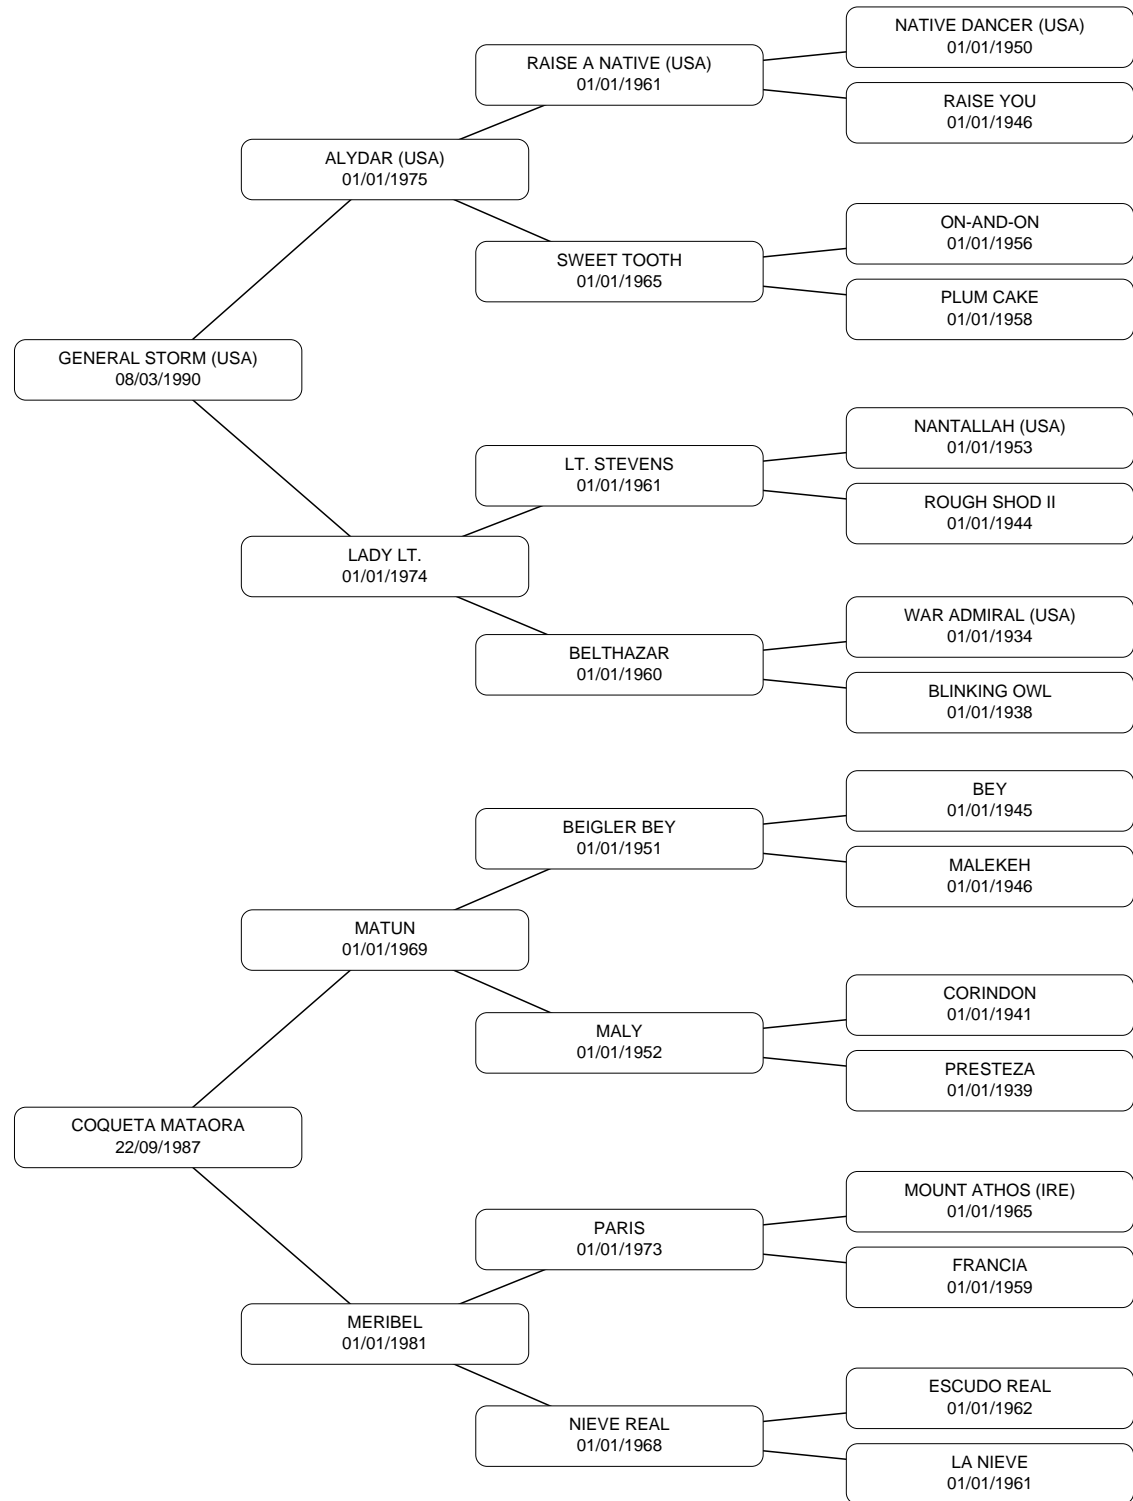 NATIVE DANCER (USA)
01/01/1950
RAISE A NATIVE (USA)
01/01/1961
RAISE YOU
01/01/1946
ALYDAR (USA)
01/01/1975
ON-AND-ON
01/01/1956
SWEET TOOTH
01/01/1965
PLUM CAKE
01/01/1958
GENERAL STORM (USA)
08/03/1990
NANTALLAH (USA)
01/01/1953
LT. STEVENS
01/01/1961
ROUGH SHOD II
01/01/1944
LADY LT.
01/01/1974
WAR ADMIRAL (USA)
01/01/1934
BELTHAZAR
01/01/1960
BLINKING OWL
01/01/1938
BEY
01/01/1945
BEIGLER BEY
01/01/1951
MALEKEH
01/01/1946
MATUN
01/01/1969
CORINDON
01/01/1941
MALY
01/01/1952
PRESTEZA
01/01/1939
COQUETA MATAORA
22/09/1987
MOUNT ATHOS (IRE)
01/01/1965
PARIS
01/01/1973
FRANCIA
01/01/1959
MERIBEL
01/01/1981
ESCUDO REAL
01/01/1962
NIEVE REAL
01/01/1968
LA NIEVE
01/01/1961